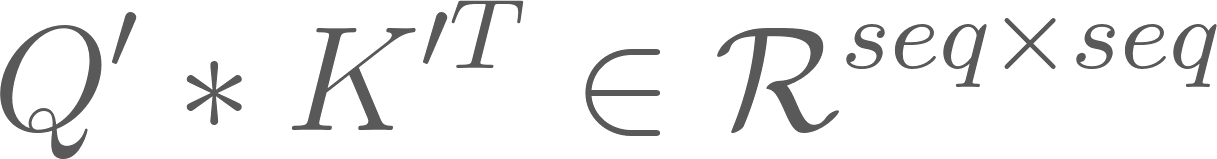 Q′ * K′ᵀ ∈ ℛ^{seq×seq}